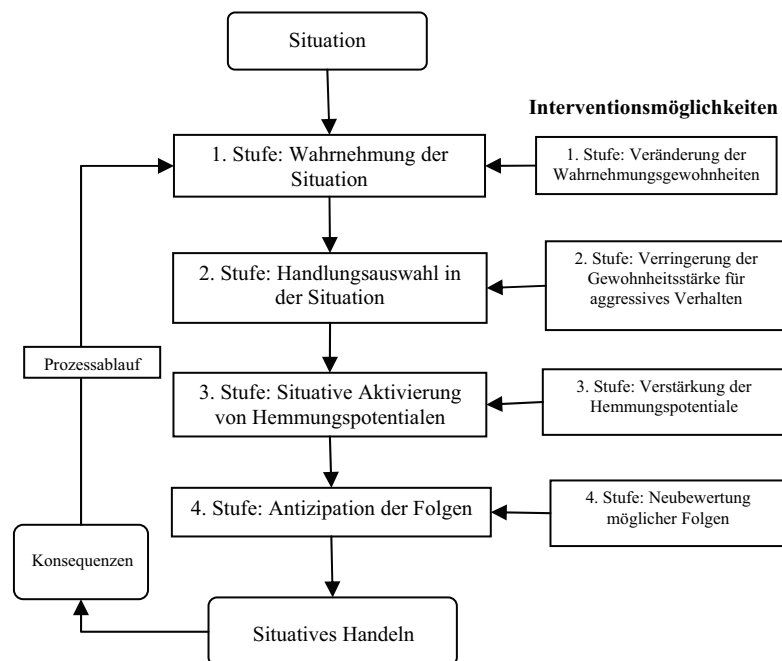 Situation
Interventionsmöglichkeiten
1. Stufe: Wahrnehmung der
Situation
1. Stufe: Veränderung der
Wahrnehmungsgewohnheiten
2. Stufe: Handlungsauswahl in
der Situation
2. Stufe: Verringerung der
Gewohnheitsstärke für
aggressives Verhalten
Prozessablauf
3. Stufe: Situative Aktivierung
von Hemmungspotentialen
3. Stufe: Verstärkung der
Hemmungspotentiale
4. Stufe: Antizipation der Folgen
4. Stufe: Neubewertung
möglicher Folgen
Konsequenzen
Situatives Handeln